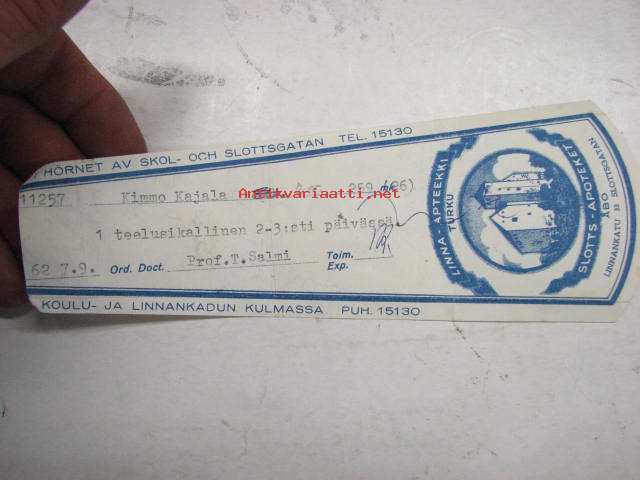 HÖRNET AV SKOL- OCH SLOTTSGATAN TEL. 15130
11257 Kimmo Kajala
Antikvariaatti.net
1 teelusikallinen 2-3:sti päivässä
62 7.9. Ord. Doct. Prof.T.Salmi Toim.
Exp.
KOULU- JA LINNANKADUN KULMASSA PUH. 15130
LINNA-APTEEKKI
TURKU
SLOTTS-APOTEKET
ÅBO
LINNANKATU SLOTTSGATAN